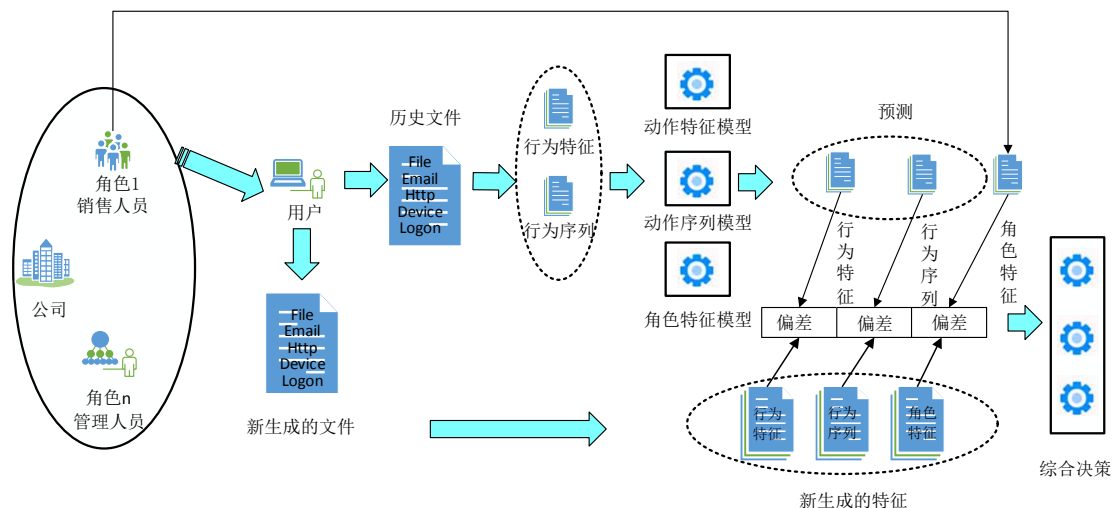 角色1
销售人员
公司
角色n
管理人员
用户
历史文件
File
Email
Http
Device
Logon
File
Email
Http
Device
Logon
新生成的文件
行为特征
行为序列
动作特征模型
动作序列模型
角色特征模型
预测
行为特征
行为序列
角色特征
偏差
偏差
偏差
行为
特征
行为
序列
角色
特征
新生成的特征
综合决策